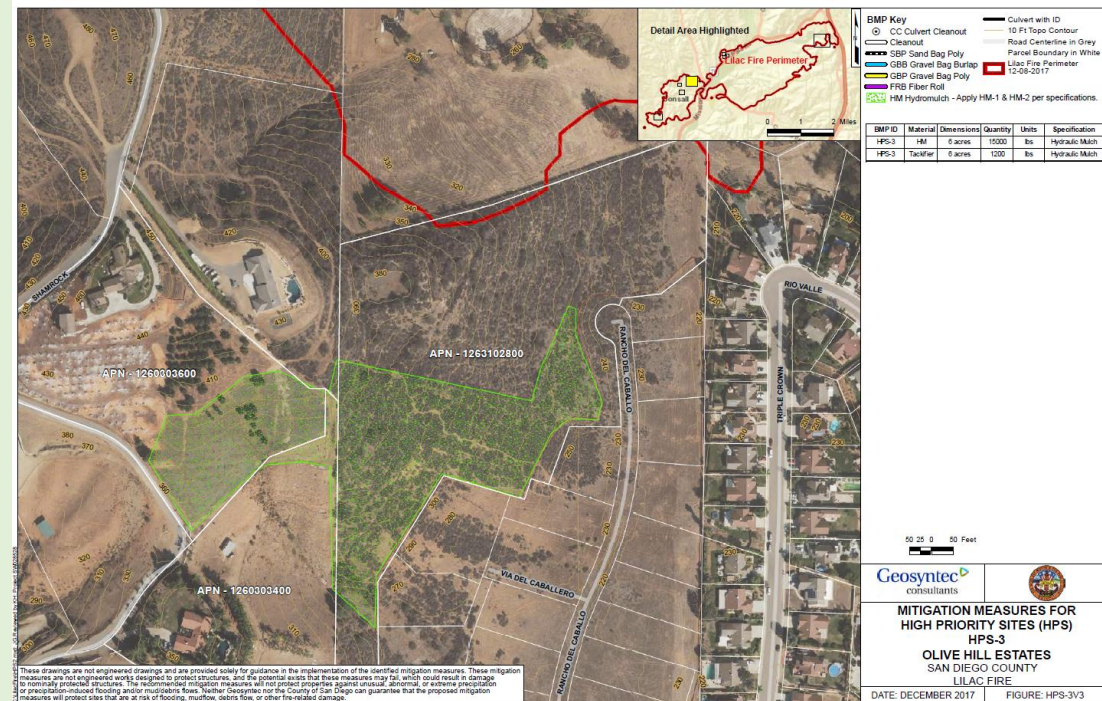 Detail Area Highlighted
Lilac Fire Perimeter
Bonsall
0 1 2 Miles
BMP Key
CC Culvert Cleanout
Cleanout
GBP Sand Bag Poly
GBB Gravel Bag Burlap
GBP Gravel Bag Poly
FRB Fiber Roll
HM Hydromulch - Apply HM-1 & HM-2 per specifications.
Culvert with ID
10 Ft Topo Contour
Road Centerline in Grey
Parcel Boundary in White
Lilac Fire Perimeter
12-08-2017
BMP ID Material Dimensions Quantity Units Specification
HPS-3 HM 6 acres 15000 lbs Hydraulic Mulch
HPS-3 Tackifier 6 acres 1200 lbs Hydraulic Mulch
SHAMROCK
RIO VALLE
APN - 1263102800
APN - 1260303600
RANCHO DEL CABALLO
TRIPLE CROWN
VIA DEL CABALLERO
APN - 1260303400
RANCHO DEL CABALLO
50 25 0 50 Feet
Geosyntec
consultants
MITIGATION MEASURES FOR
HIGH PRIORITY SITES (HPS)
HPS-3
OLIVE HILL ESTATES
SAN DIEGO COUNTY
LILAC FIRE
DATE: DECEMBER 2017 FIGURE: HPS-3V3
These drawings are not engineered drawings and are provided solely for guidance in the implementation of the identified mitigation measures. These mitigation
measures are not engineered works designed to protect structures, and the potential exists that these measures may fail, which could result in damage
to nominally protected structures. The recommended mitigation measures will not protect properties against unusual, abnormal, or extreme precipitation
or precipitation-induced flooding and/or mud/debris flows. Neither Geosyntec nor the County of San Diego can guarantee that the proposed mitigation
measures will protect sites that are at risk of flooding, mudflow, debris flow, or other fire-related damage.